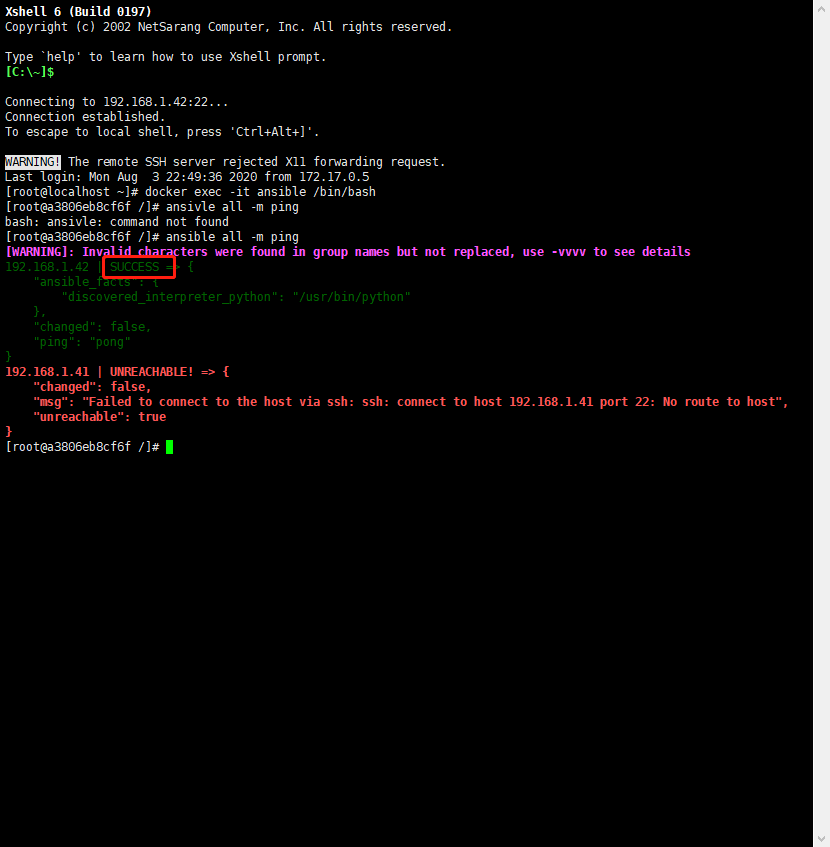 Xshell 6 (Build 0197)
Copyright (c) 2002 NetSarang Computer, Inc. All rights reserved.
Type `help' to learn how to use Xshell prompt.
[C:\~]$
Connecting to 192.168.1.42:22...
Connection established.
To escape to local shell, press 'Ctrl+Alt+]'.
WARNING! The remote SSH server rejected X11 forwarding request.
Last login: Mon Aug  3 22:49:36 2020 from 172.17.0.5
[root@localhost ~]# docker exec -it ansible /bin/bash
[root@a3806eb8cf6f /]# ansivle all -m ping
bash: ansivle: command not found
[root@a3806eb8cf6f /]# ansible all -m ping
[WARNING]: Invalid characters were found in group names but not replaced, use -vvvv to see details
192.168.1.42 | SUCCESS => {
    "ansible_facts": {
        "discovered_interpreter_python": "/usr/bin/python"
    },
    "changed": false,
    "ping": "pong"
}
192.168.1.41 | UNREACHABLE! => {
    "changed": false,
    "msg": "Failed to connect to the host via ssh: ssh: connect to host 192.168.1.41 port 22: No route to host",
    "unreachable": true
}
[root@a3806eb8cf6f /]#